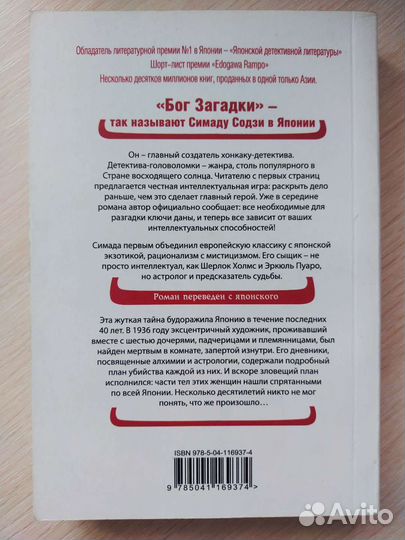 Обладатель литературной премии №1 в Японии – «Японской детективной литературы»
Шорт–лист премии «Edogawa Rampo»
Несколько десятков миллионов книг, проданных в одной только Азии.
«Бог Загадки» –
так называют Симаду Содзи в Японии
Он – главный создатель хонкаку-детектива.
Детектива-головоломки – жанра, столь популярного в
Стране восходящего солнца. Читателю с первых страниц
предлагается честная интеллектуальная игра: раскрыть дело
раньше, чем это сделает главный герой. Уже в середине
романа автор официально сообщает: все необходимые для
разгадки ключи даны, и теперь все зависит от ваших
интеллектуальных способностей!
Симада первым объединил европейскую классику с японской
экзотикой, рационализм с мистицизмом. Его сыщик – не
просто интеллектуал, как Шерлок Холмс и Эркюль Пуаро,
но астролог и предсказатель судьбы.
Роман переведен с японского
Эта жуткая тайна будоражила Японию в течение последних
40 лет. В 1936 году эксцентричный художник, проживавший
вместе с шестью дочерями, падчерицами и племянницами, был
найден мертвым в комнате, запертой изнутри. Его дневники,
посвященные алхимии и астрологии, содержали подробный
план убийства каждой из них. И вскоре зловещий план
исполнился: части тел этих женщин нашли спрятанными
по всей Японии. Несколько десятилетий никто не мог
понять, что же произошло…
ISBN 978-5-04-116937-4
9 785041 169374 >
Avito